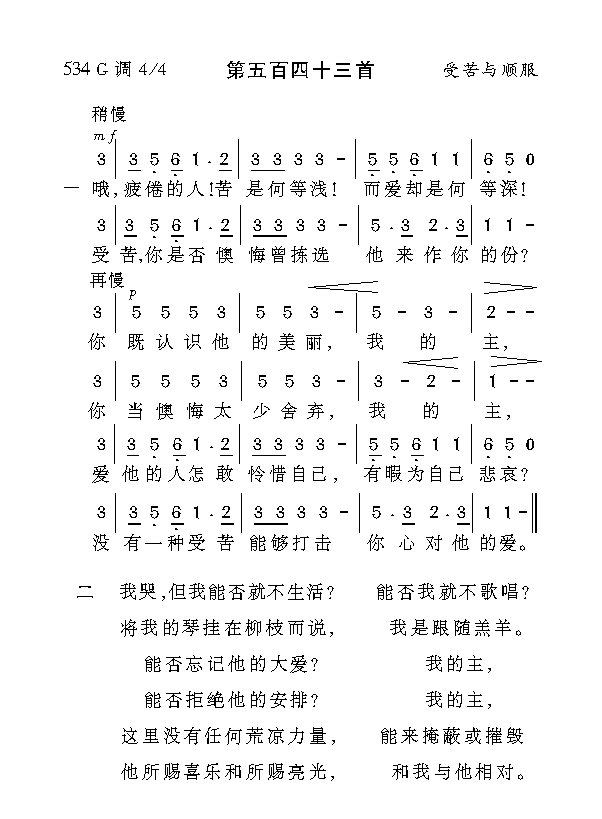 534 G 调 4/4 第五百四十三首 受苦与顺服
稍慢
mf
3 | 3 5 6 1 . 2 | 3 3 3 3 - | 5 5 6 1 1 | 6 5 0
一 哦,疲倦的人!苦 是何等浅! 而爱却是何 等深!
3 | 3 5 6 1 . 2 | 3 3 3 3 - | 5 . 3 2 . 3 | 1 1 -
受 苦,你是否 懊 悔曾拣选 他 来 作 你 的份?
再慢
p
3 | 5 5 5 3 | 5 5 3 - | 5 - 3 - | 2 - -
你 既 认 识 他 的 美 丽, 我 的 主,
3 | 5 5 5 3 | 5 5 3 - | 3 - 2 - | 1 - -
你 当 懊 悔 太 少 舍 弃, 我 的 主,
3 | 3 5 6 1 . 2 | 3 3 3 3 - | 5 5 6 1 1 | 6 5 0
爱 他的人怎 敢 怜惜自己, 有暇为自己 悲哀?
3 | 3 5 6 1 . 2 | 3 3 3 3 - | 5 . 3 2 . 3 | 1 1 - ||
没 有一种受 苦 能够打击 你 心 对 他 的爱。
二 我哭,但我能否就不生活? 能否我就不歌唱?
将我的琴挂在柳枝而说, 我是跟随羔羊。
能否忘记他的大爱? 我的主,
能否拒绝他的安排? 我的主,
这里没有任何荒凉力量, 能来掩蔽或摧毁
他所赐喜乐和所赐亮光, 和我与他相对。